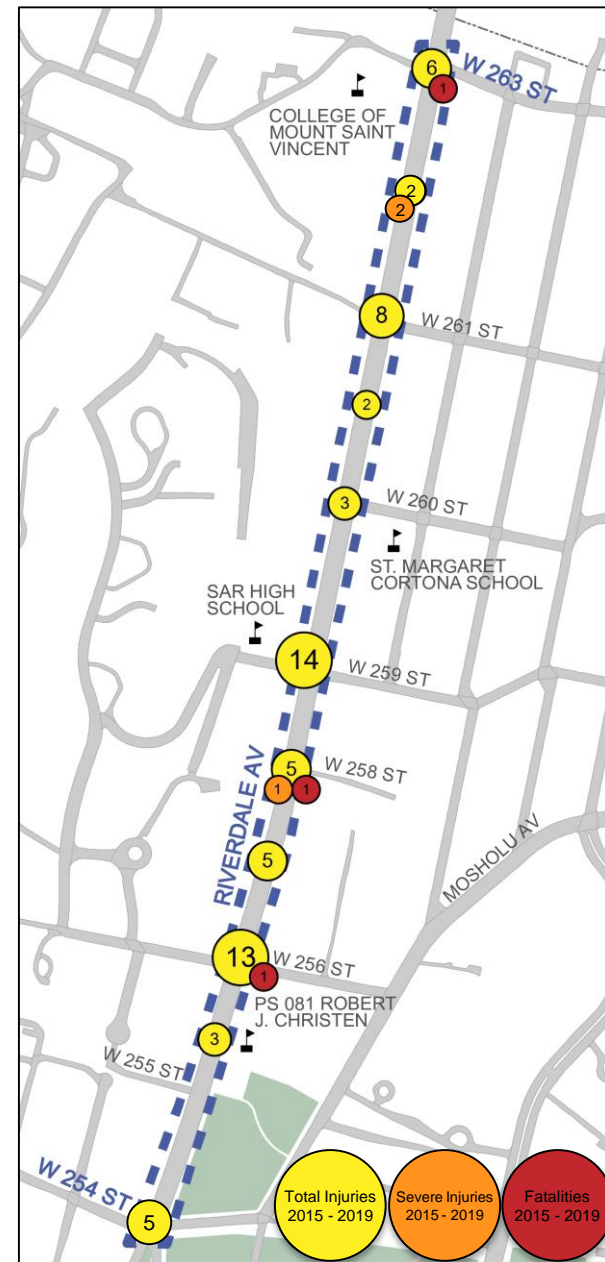 6
W 263 ST
1
COLLEGE OF
MOUNT SAINT
VINCENT
2
2
8
W 261 ST
2
3
W 260 ST
ST. MARGARET
CORTONA SCHOOL
SAR HIGH
SCHOOL
14
W 259 ST
5
W 258 ST
1
1
RIVERDALE AV
MOSHOLU AV
5
13
W 256 ST
1
PS 081 ROBERT
J. CHRISTEN
3
W 255 ST
W 254 ST
5
Total Injuries
2015 - 2019
Severe Injuries
2015 - 2019
Fatalities
2015 - 2019